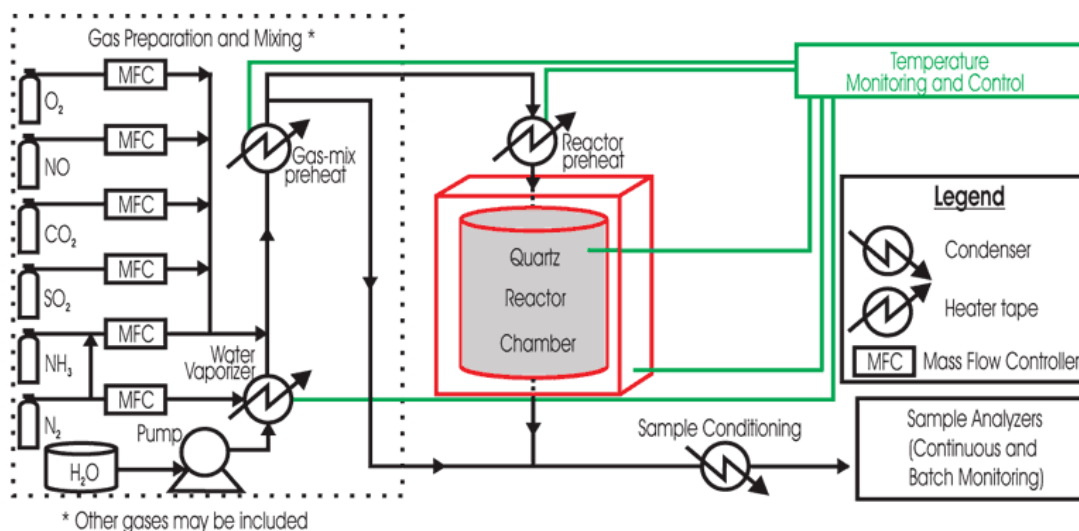 Gas Preparation and Mixing *
MFC
O₂
MFC
NO
MFC
CO₂
MFC
SO₂
MFC
NH₃
MFC
N₂
Water
Vaporizer
Pump
H₂O
* Other gases may be included
Gas-mix
preheat
Reactor
preheat
Quartz
Reactor
Chamber
Sample Conditioning
Temperature
Monitoring and Control
Legend
Condenser
Heater tape
MFC Mass Flow Controller
Sample Analyzers
(Continuous and
Batch Monitoring)